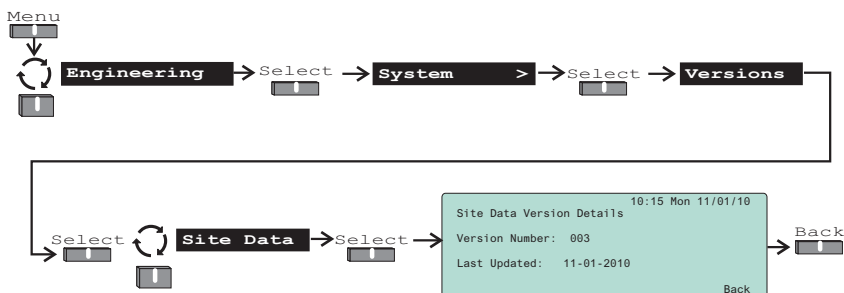 Menu
Engineering Select System > Select Versions
Select Site Data Select
10:15 Mon 11/01/10
Site Data Version Details
Version Number: 003
Last Updated: 11-01-2010
Back
Back